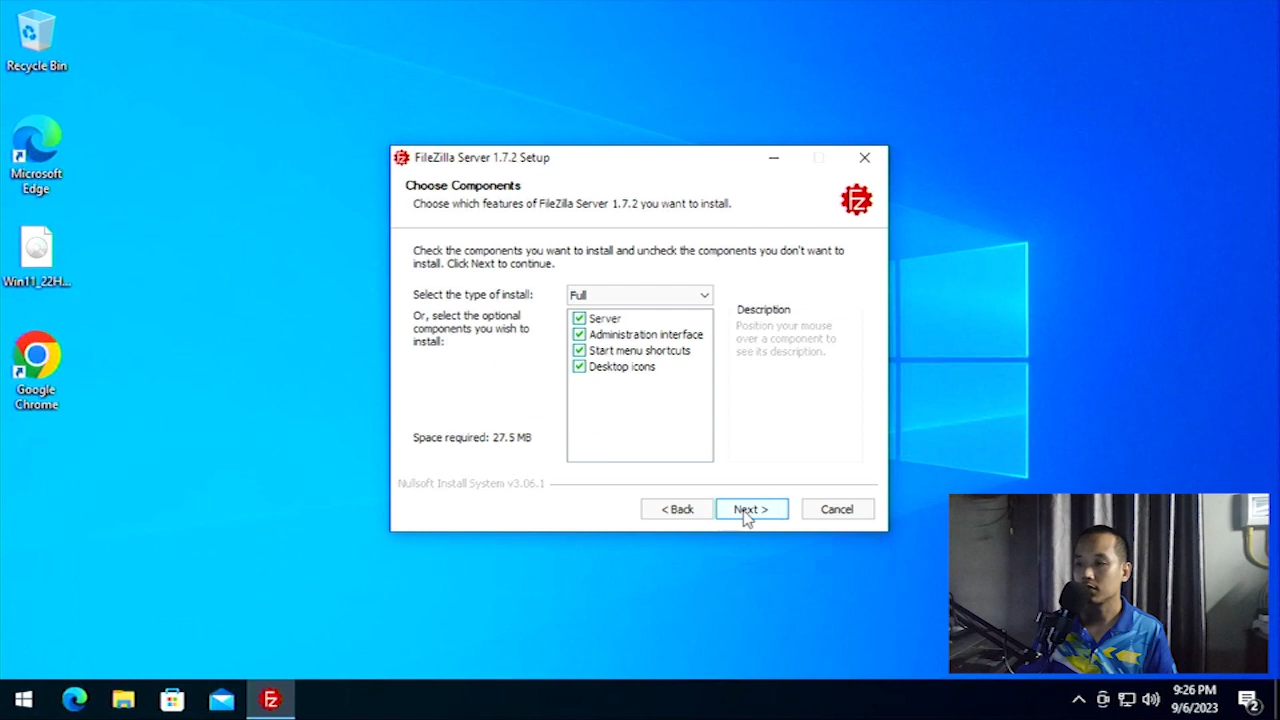 Recycle Bin
Microsoft
Edge
Win11_22H...
Google
Chrome
FileZilla Server 1.7.2 Setup
Choose Components
Choose which features of FileZilla Server 1.7.2 you want to install.
Fz
Check the components you want to install and uncheck the components you don't want to
install. Click Next to continue.
Select the type of install:
Full
Or, select the optional
components you wish to
install:
Server
Administration interface
Start menu shortcuts
Desktop icons
Description
Position your mouse
over a component to
see its description.
Space required: 27.5 MB
Nullsoft Install System v3.06.1
< Back
Next >
Cancel
Fz
9:26 PM
9/6/2023
2